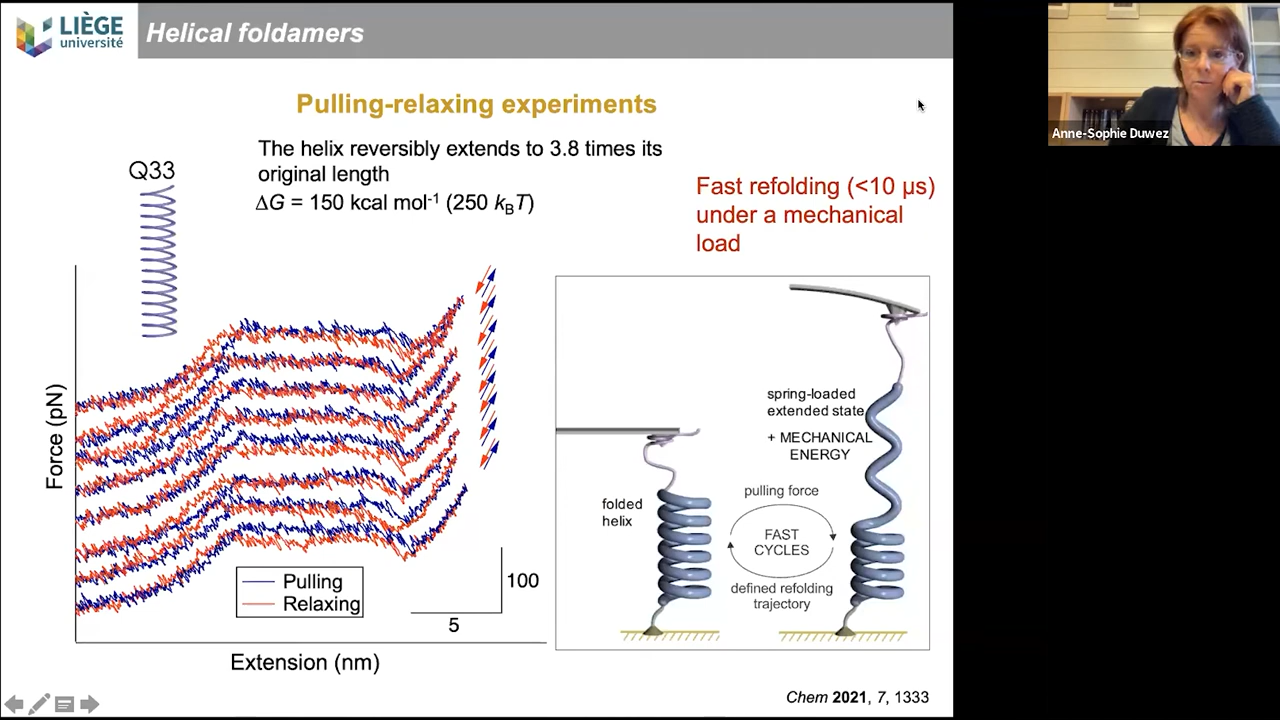 LIÈGE
université
Helical foldamers
Pulling-relaxing experiments
The helix reversibly extends to 3.8 times its
original length
ΔG = 150 kcal mol⁻¹ (250 k_BT)
Q33
Fast refolding (<10 µs)
under a mechanical
load
Force (pN)
Pulling
Relaxing
100
5
Extension (nm)
folded
helix
spring-loaded
extended state
+ MECHANICAL
ENERGY
pulling force
FAST
CYCLES
defined refolding
trajectory
Chem 2021, 7, 1333
Anne-Sophie Duwez